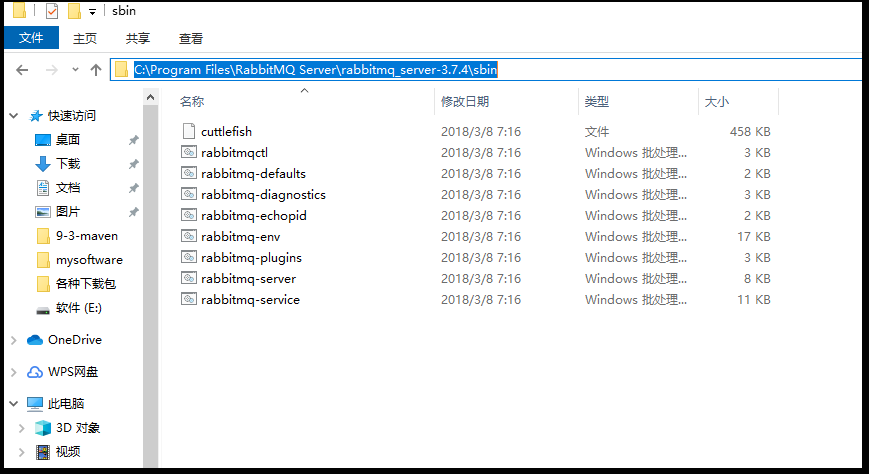 sbin
文件 主页 共享 查看
C:\Program Files\RabbitMQ Server\rabbitmq_server-3.7.4\sbin
快速访问
桌面
下载
文档
图片
9-3-maven
mysoftware
各种下载包
软件 (E:)
OneDrive
WPS网盘
此电脑
3D 对象
视频
名称 修改日期 类型 大小
cuttlefish 2018/3/8 7:16 文件 458 KB
rabbitmqctl 2018/3/8 7:16 Windows 批处理... 3 KB
rabbitmq-defaults 2018/3/8 7:16 Windows 批处理... 2 KB
rabbitmq-diagnostics 2018/3/8 7:16 Windows 批处理... 3 KB
rabbitmq-echopid 2018/3/8 7:16 Windows 批处理... 2 KB
rabbitmq-env 2018/3/8 7:16 Windows 批处理... 17 KB
rabbitmq-plugins 2018/3/8 7:16 Windows 批处理... 3 KB
rabbitmq-server 2018/3/8 7:16 Windows 批处理... 8 KB
rabbitmq-service 2018/3/8 7:16 Windows 批处理... 11 KB